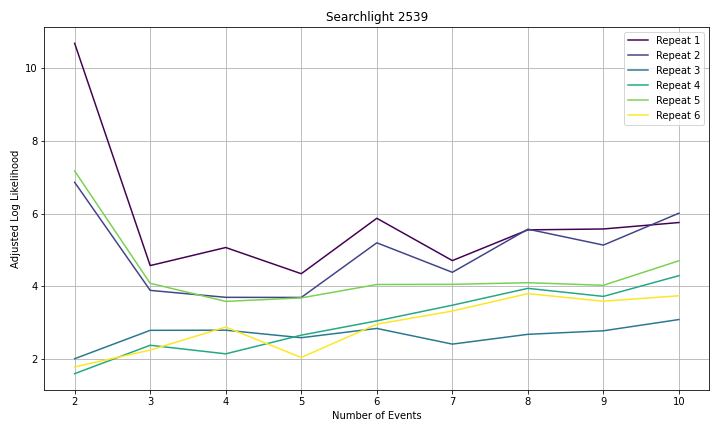 Searchlight 2539
Adjusted Log Likelihood
10
8
6
4
2
2 3 4 5 6 7 8 9 10
Number of Events
Repeat 1
Repeat 2
Repeat 3
Repeat 4
Repeat 5
Repeat 6